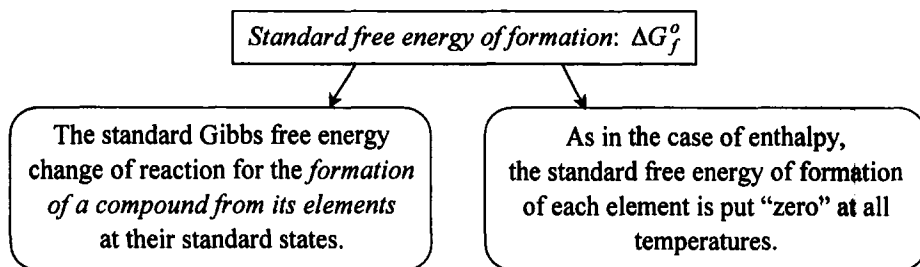 Standard free energy of formation: ΔG_f^o
The standard Gibbs free energy
change of reaction for the formation
of a compound from its elements
at their standard states.
As in the case of enthalpy,
the standard free energy of formation
of each element is put “zero” at all
temperatures.